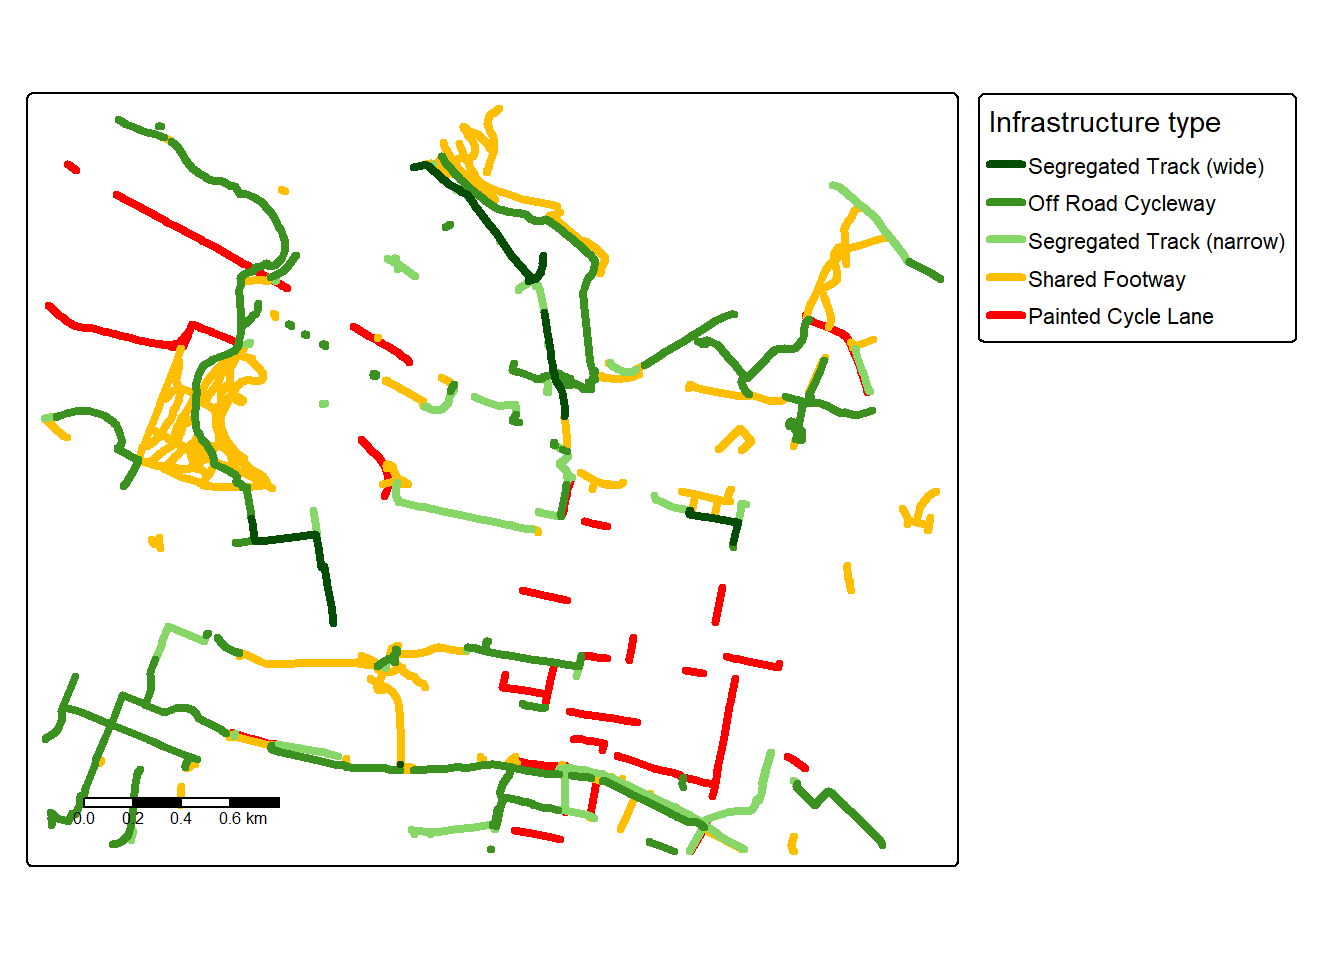 Infrastructure type
Segregated Track (wide)
Off Road Cycleway
Segregated Track (narrow)
Shared Footway
Painted Cycle Lane
0.0 0.2 0.4 0.6 km